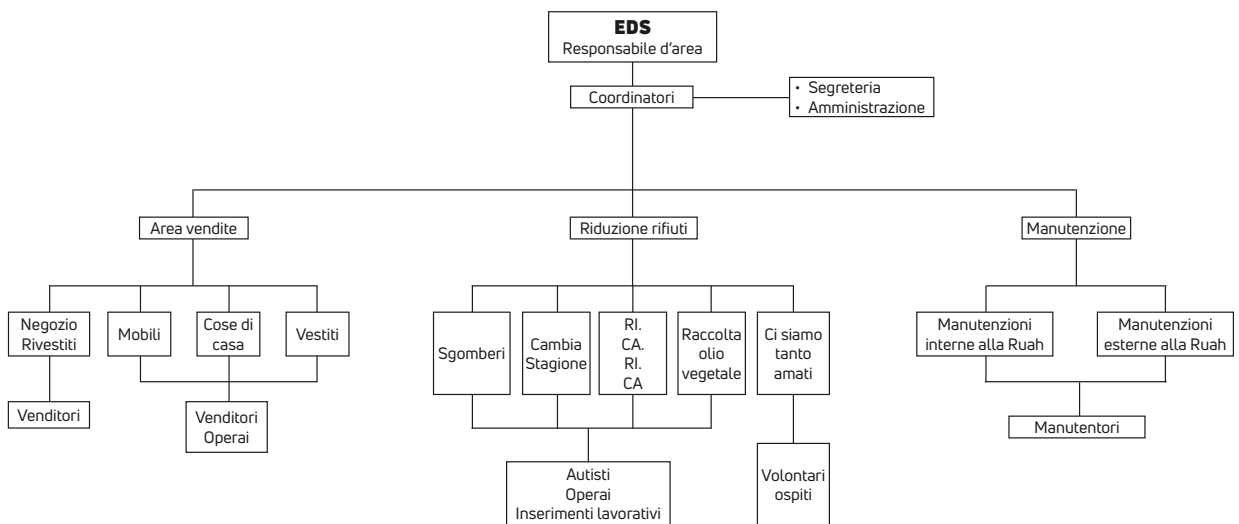 EDS
Responsabile d'area
Coordinatori
• Segreteria
• Amministrazione
Area vendite
Riduzione rifiuti
Manutenzione
Negozio
Rivestiti
Mobili
Cose di
casa
Vestiti
Sgomberi
Cambia
Stagione
RI.
CA.
RI.
CA
Raccolta
olio
vegetale
Ci siamo
tanto
amati
Manutenzioni
interne alla Ruah
Manutenzioni
esterne alla Ruah
Venditori
Venditori
Operai
Manutentori
Autisti
Operai
Inserimenti lavorativi
Volontari
ospiti